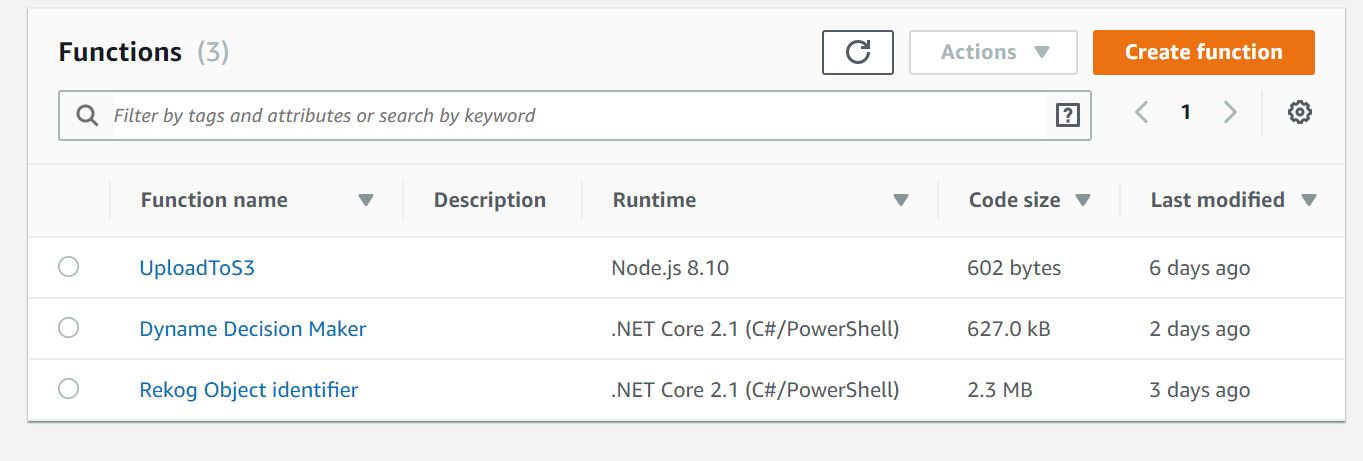 Functions (3)
Actions
Create function
Filter by tags and attributes or search by keyword
?
1
Function name Description Runtime Code size Last modified
UploadToS3 Node.js 8.10 602 bytes 6 days ago
Dyname Decision Maker .NET Core 2.1 (C#/PowerShell) 627.0 kB 2 days ago
Rekog Object identifier .NET Core 2.1 (C#/PowerShell) 2.3 MB 3 days ago